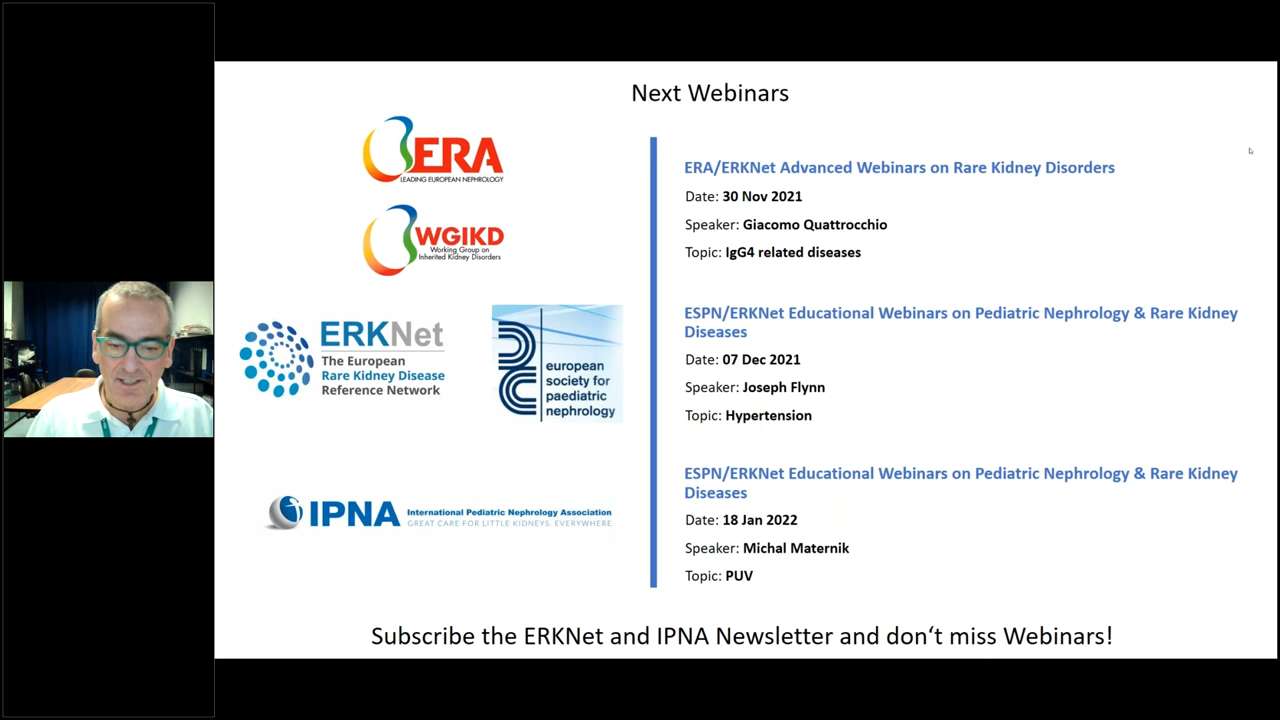 Next Webinars
ERA
LEADING EUROPEAN NEPHROLOGY
WGIKD
Working Group on
Inherited Kidney Disorders
ERKNet
The European
Rare Kidney Disease
Reference Network
european
society for
paediatric
nephrology
IPNA International Pediatric Nephrology Association
GREAT CARE FOR LITTLE KIDNEYS. EVERYWHERE
ERA/ERKNet Advanced Webinars on Rare Kidney Disorders
Date: 30 Nov 2021
Speaker: Giacomo Quattrocchio
Topic: IgG4 related diseases
ESPN/ERKNet Educational Webinars on Pediatric Nephrology & Rare Kidney
Diseases
Date: 07 Dec 2021
Speaker: Joseph Flynn
Topic: Hypertension
ESPN/ERKNet Educational Webinars on Pediatric Nephrology & Rare Kidney
Diseases
Date: 18 Jan 2022
Speaker: Michal Maternik
Topic: PUV
Subscribe the ERKNet and IPNA Newsletter and don‘t miss Webinars!